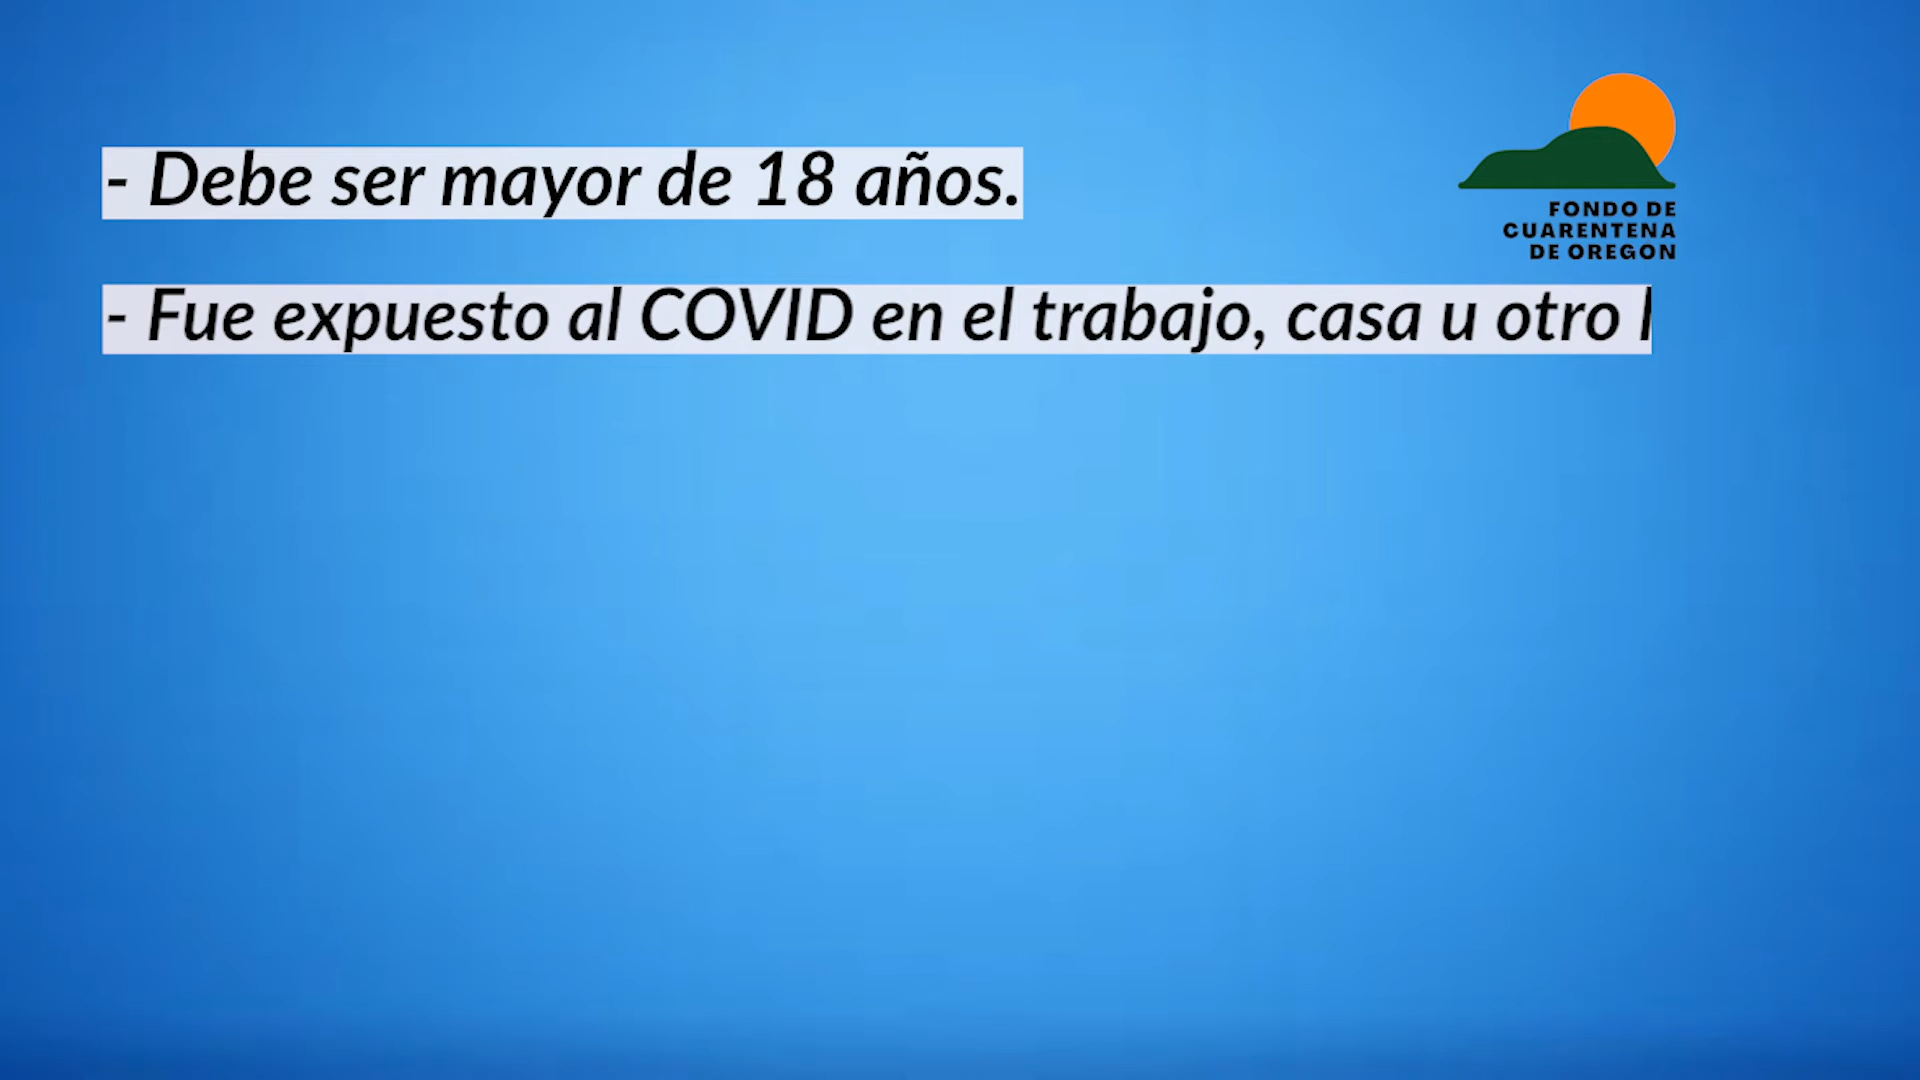 - Debe ser mayor de 18 años.
- Fue expuesto al COVID en el trabajo, casa u otro l
FONDO DE
CUARENTENA
DE OREGON